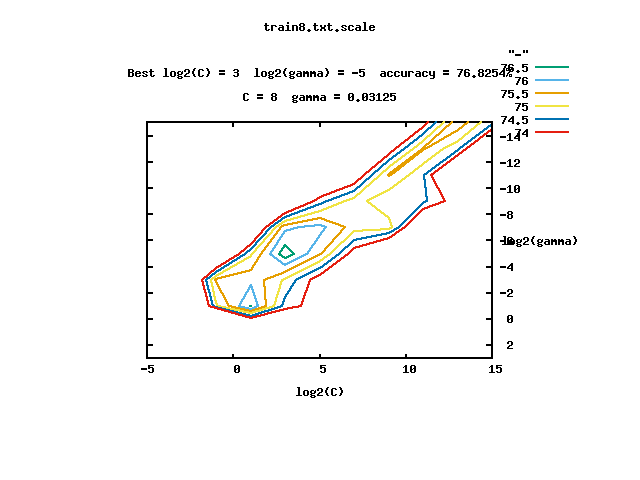 train8.txt.scale
"-"
Best log2(C) = 3  log2(gamma) = -5  accuracy = 76.8254%
76.5
76
75.5
75
74.5
74
C = 8  gamma = 0.03125
-14
-12
-10
-8
-6
log2(gamma)
-4
-2
0
2
-5 0 5 10 15
log2(C)